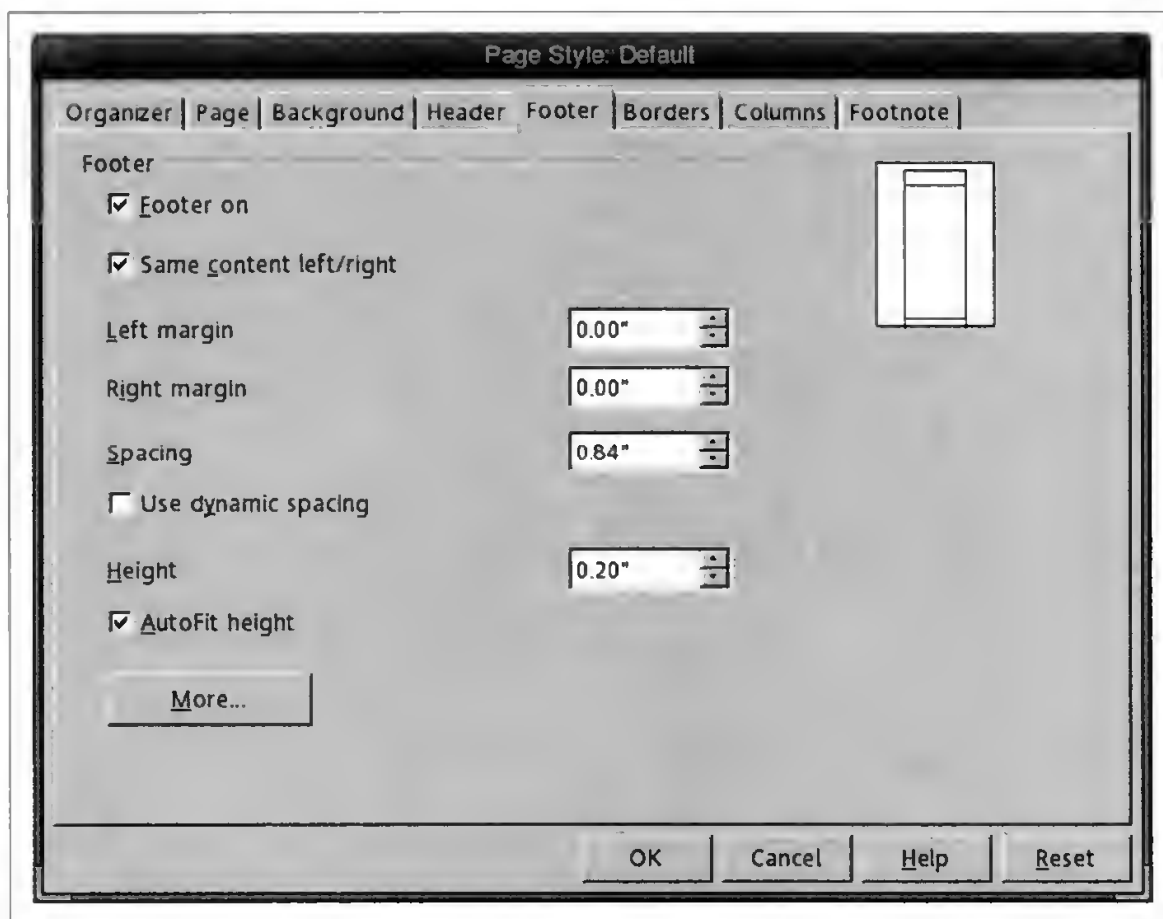 Page Style: Default
Organizer Page Background Header Footer Borders Columns Footnote
Footer
Footer on
Same content left/right
Left margin 0.00"
Right margin 0.00"
Spacing 0.84"
Use dynamic spacing
Height 0.20"
AutoFit height
More...
OK Cancel Help Reset